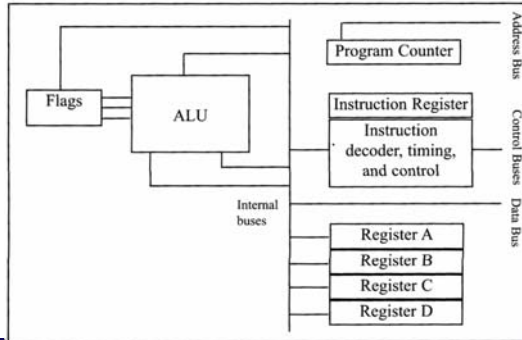 Program Counter
Address Bus
Flags
ALU
Instruction Register
Instruction
decoder, timing,
and control
Control Buses
Internal
buses
Data Bus
Register A
Register B
Register C
Register D